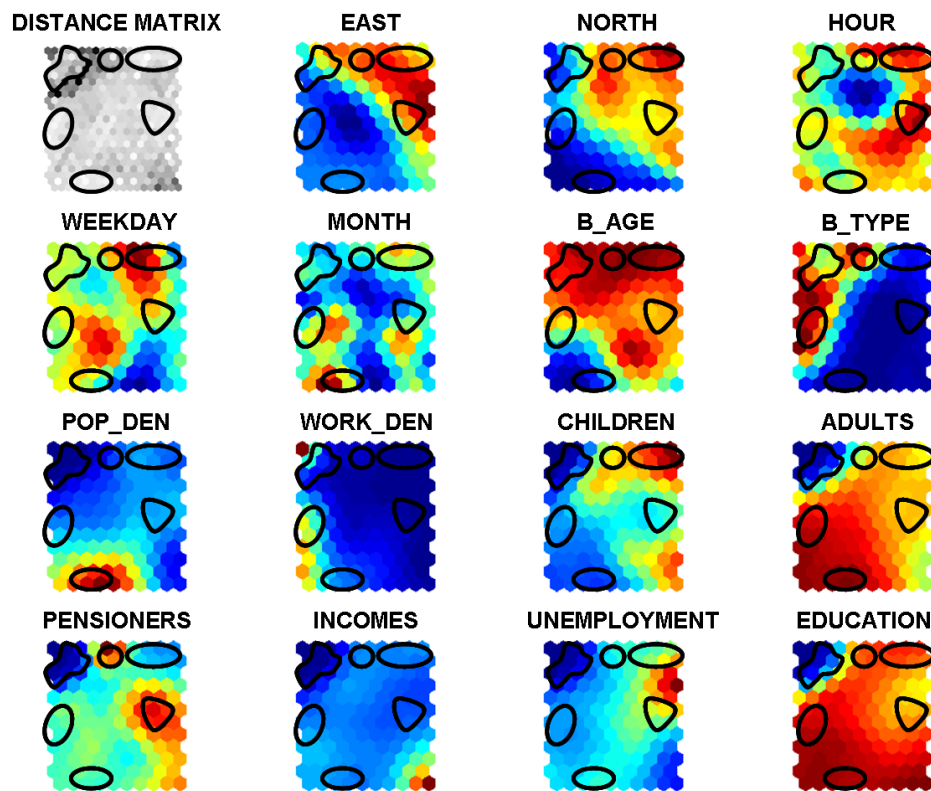 DISTANCE MATRIX EAST NORTH HOUR
WEEKDAY MONTH B_AGE B_TYPE
POP_DEN WORK_DEN CHILDREN ADULTS
PENSIONERS INCOMES UNEMPLOYMENT EDUCATION